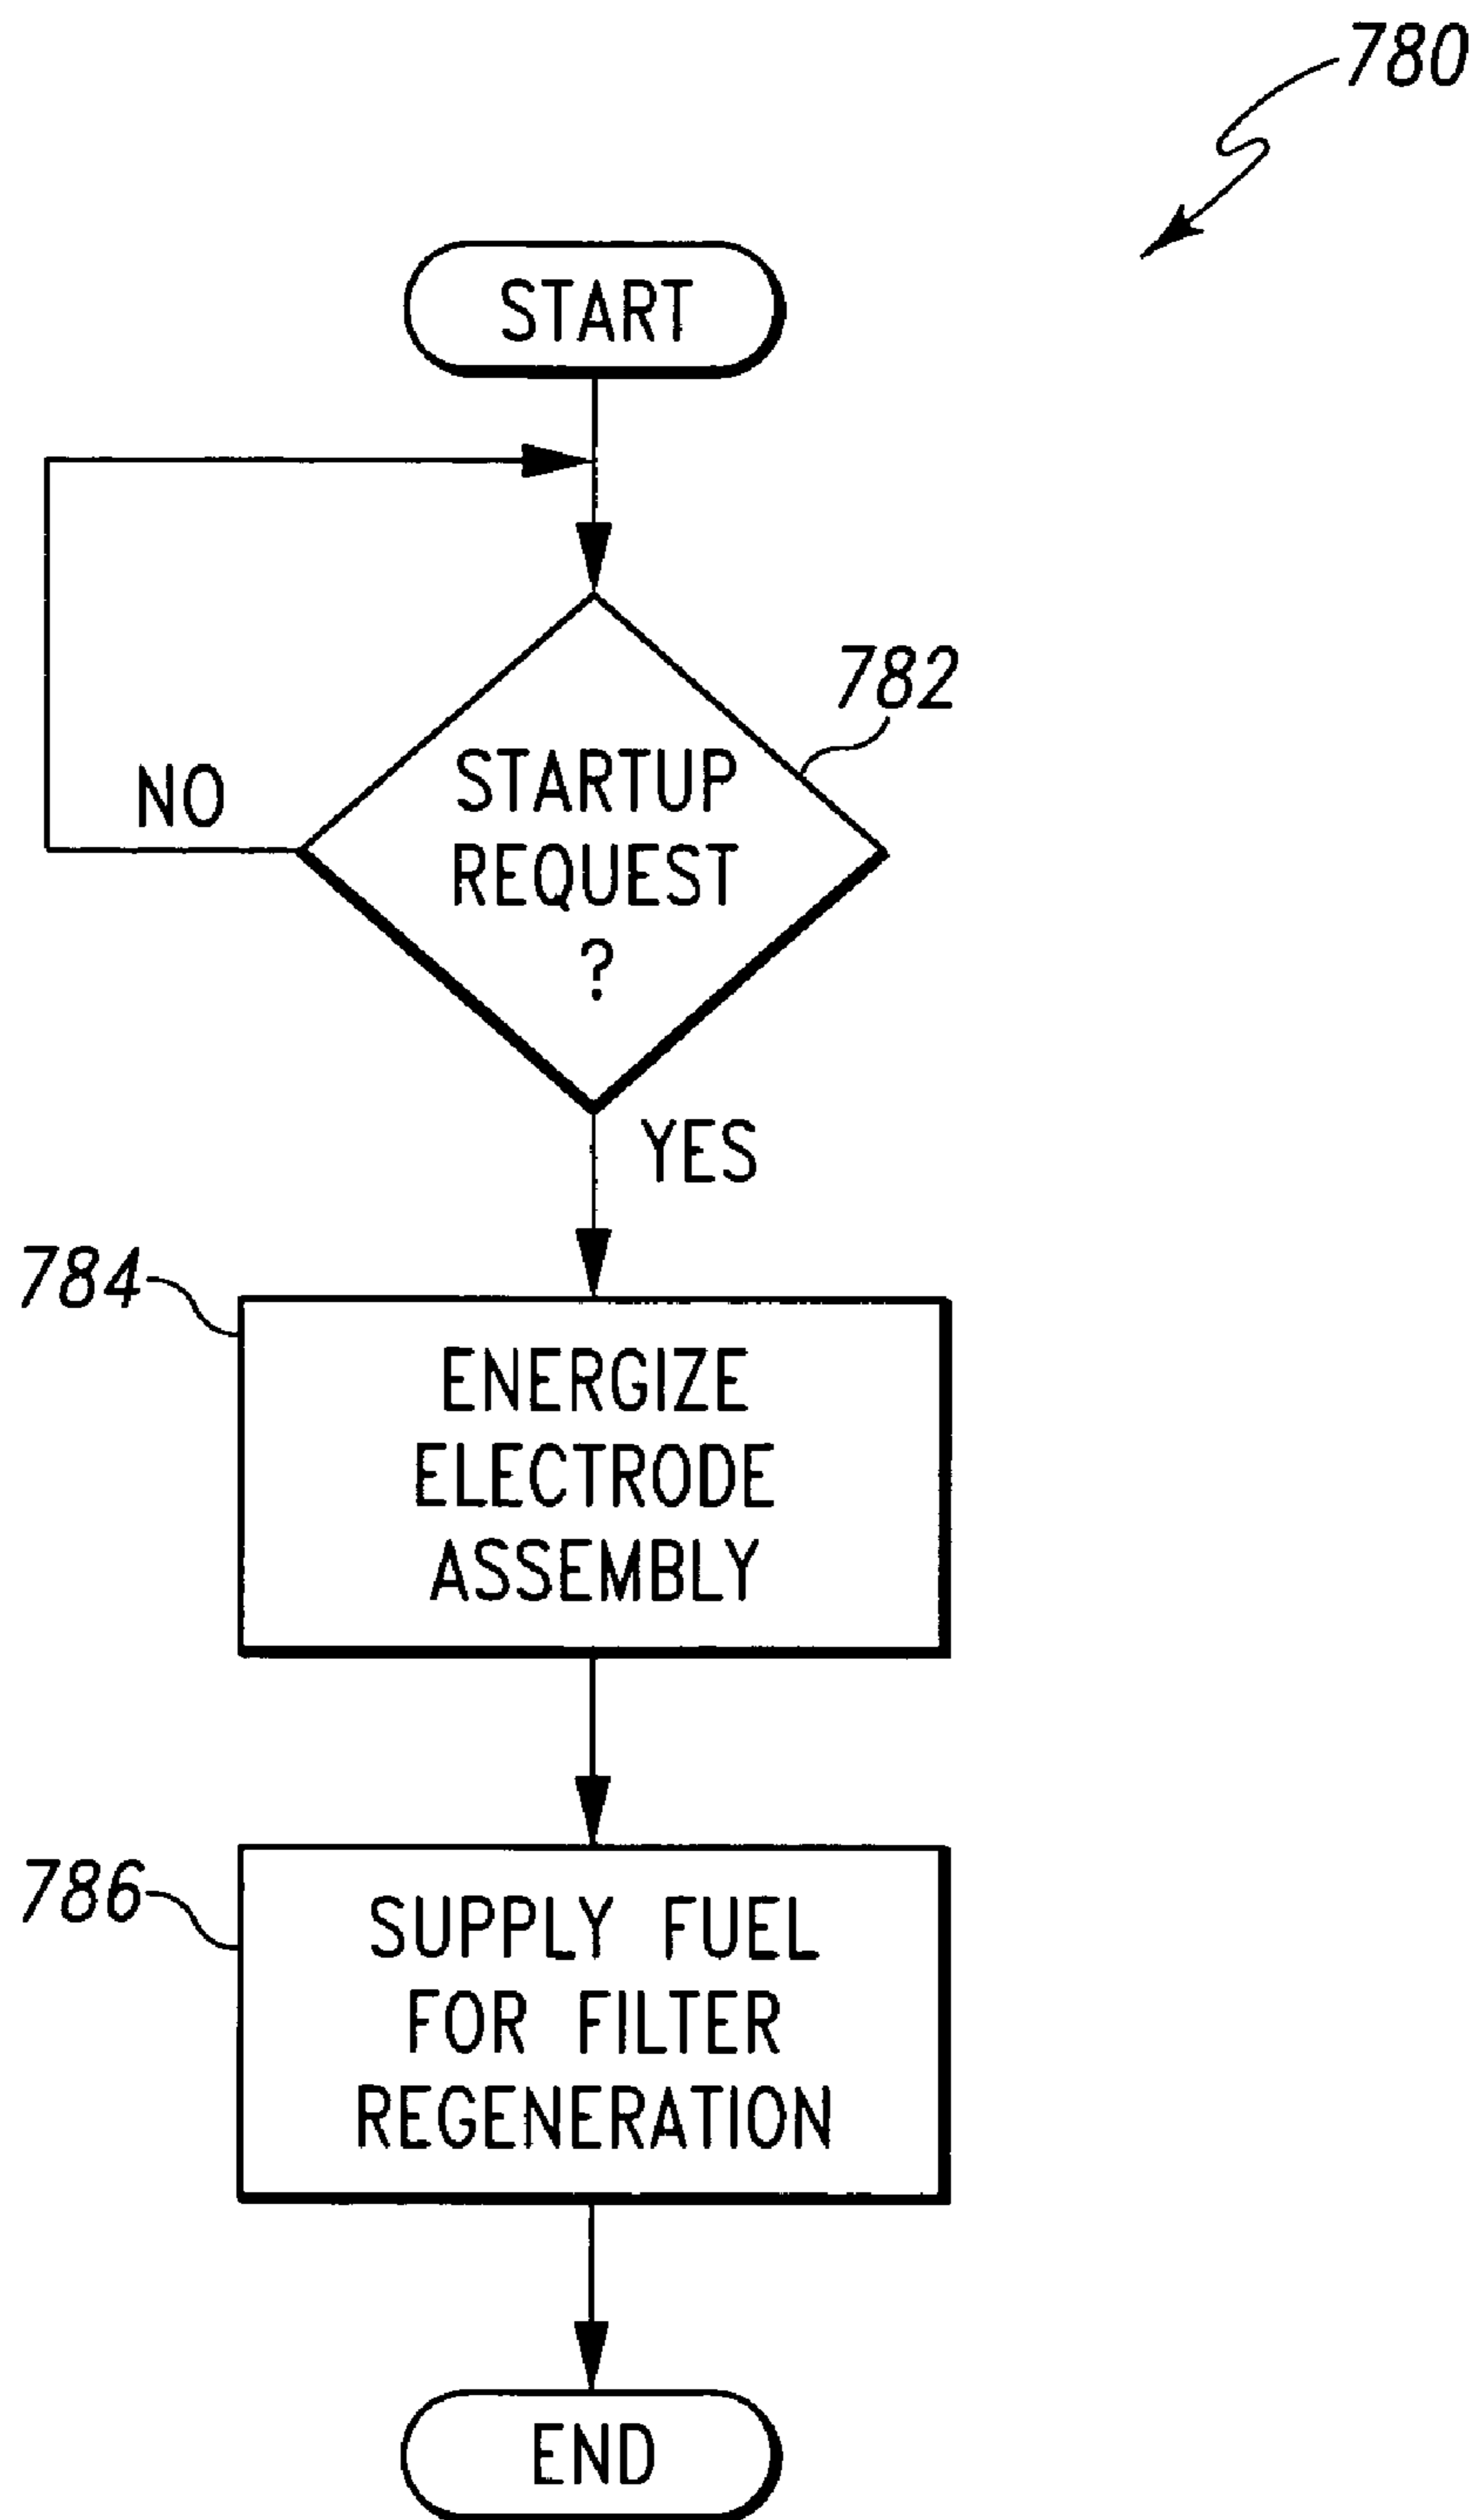 780
START
782
STARTUP
REQUEST
?
NO
YES
784
ENERGIZE
ELECTRODE
ASSEMBLY
786
SUPPLY FUEL
FOR FILTER
REGENERATION
END